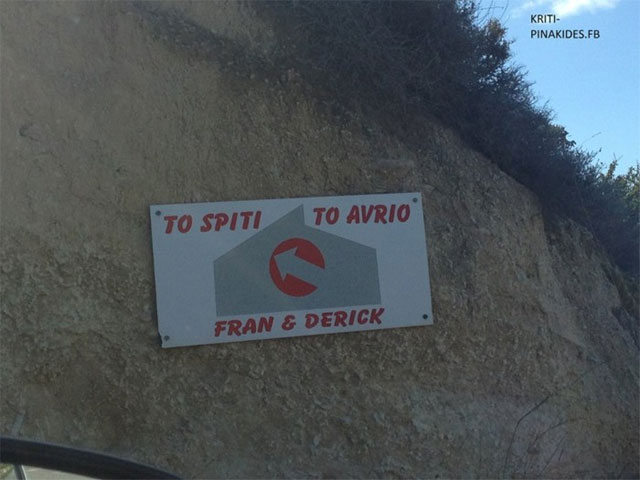 KRITI-
PINAKIDES.FB
TO SPITI TO AVRIO
FRAN & DERICK